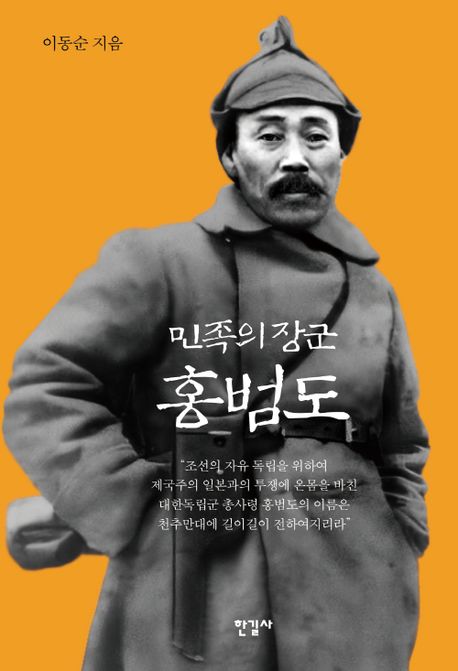 이동순 지음
민족의 장군
홍범도
“조선의 자유 독립을 위하여
제국주의 일본과의 투쟁에 온몸을 바친
대한독립군 총사령 홍범도의 이름은
천추만대에 길이길이 전하여지리라”
한길사